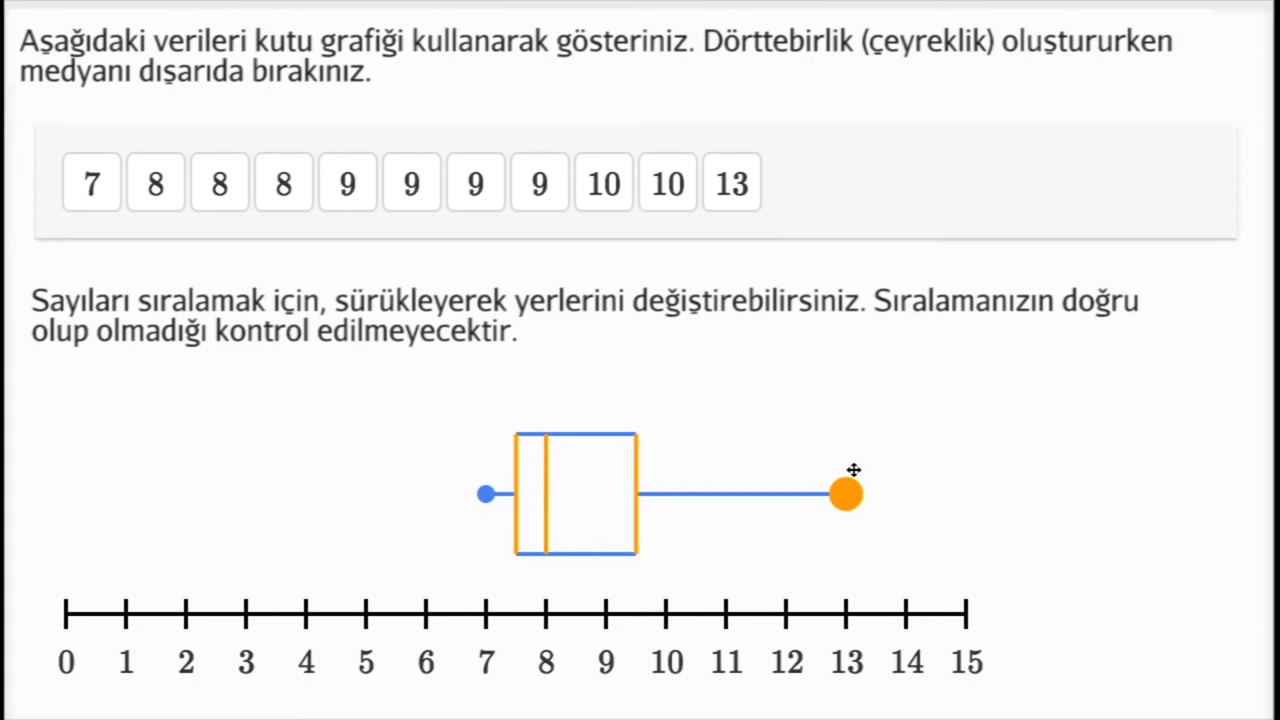 Aşağıdaki verileri kutu grafiği kullanarak gösteriniz. Dörttebirlik (çeyreklik) oluştururken
medyanı dışarıda bırakınız.
7 8 8 8 9 9 9 9 10 10 13
Sayıları sıralamak için, sürükleyerek yerlerini değiştirebilirsiniz. Sıralamanızın doğru
olup olmadığı kontrol edilmeyecektir.
0 1 2 3 4 5 6 7 8 9 10 11 12 13 14 15